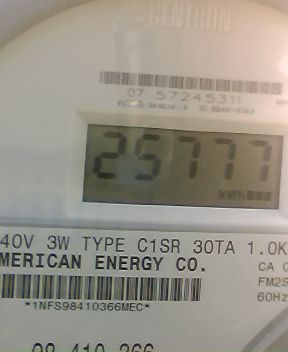 CENTRON
07 57245311
25777
kWh
40V 3W TYPE C1SR 30TA 1.0K
MERICAN ENERGY CO.
CA
FM2S
60Hz
*1NFS98410366MEC*
98 410 366